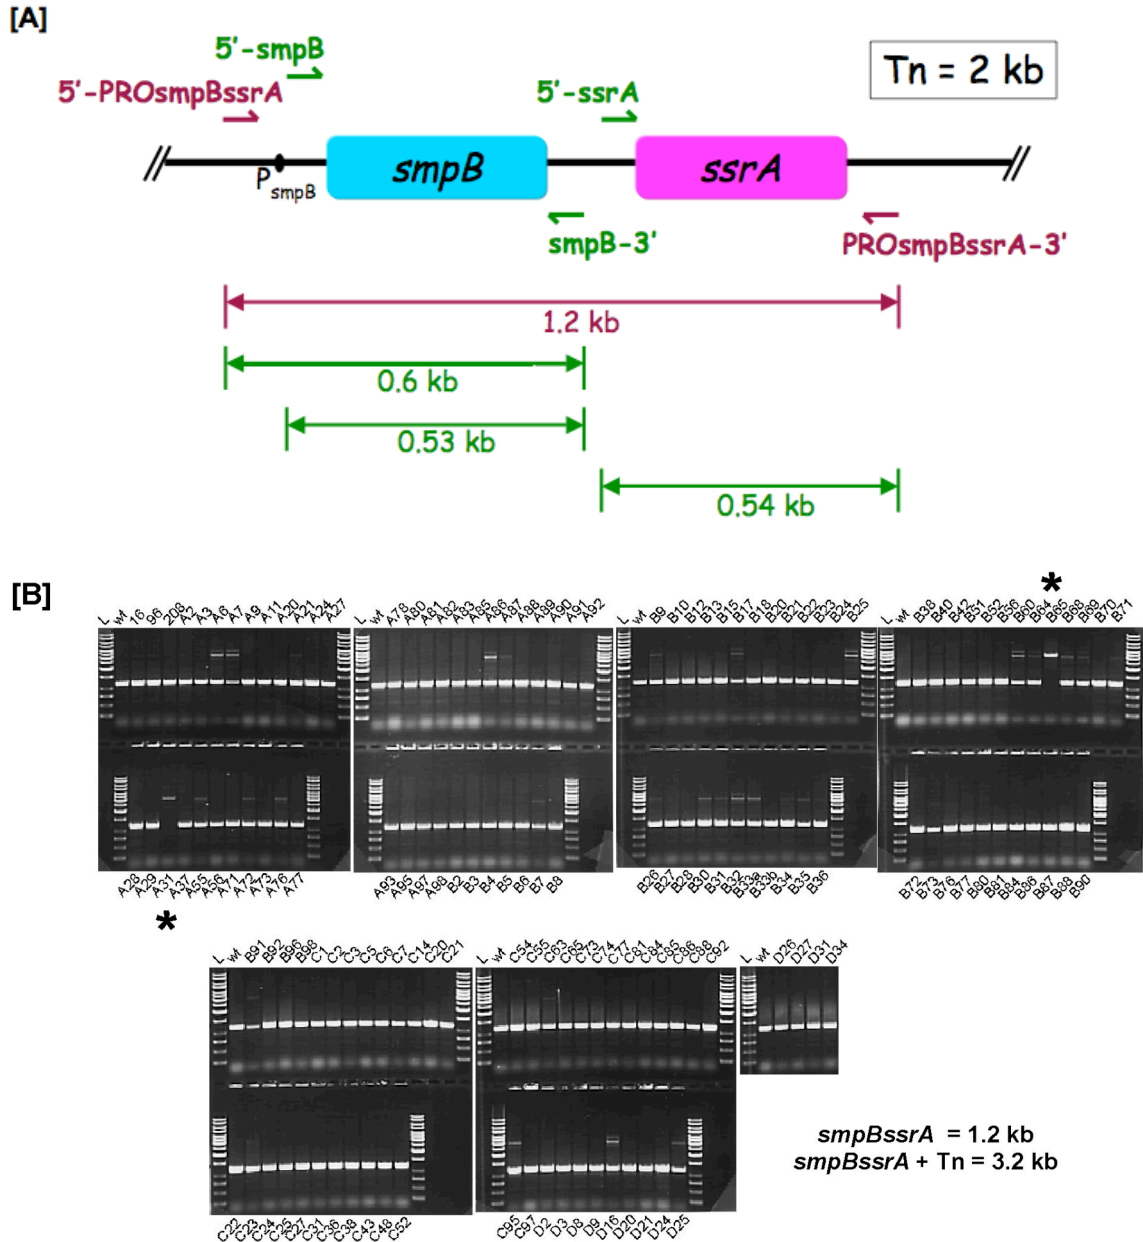 [A]
5'-smpB
5'-PROsmpBssrA
5'-ssrA
Tn = 2 kb
smpB
ssrA
PsmpB
smpB-3'
PROsmpBssrA-3'
1.2 kb
0.6 kb
0.53 kb
0.54 kb
[B]
*
L wt 16 96 208 A2 A3 A6 A7 A9 A11 A20 A21 A24 A27
wt A78 A80 A81 A82 A83 A85 A86 A87 A88 A89 A90 A91 A92
L wt B9 B10 B12 B13 B15 B17 B18 B20 B21 B22 B23 B24 B25
L wt B38 B40 B42 B51 B52 B56 B60 B64 B65 B68 B69 B70 B71
A28 A29 A31 A37 A55 A56 A71 A72 A73 A76 A77
A93 A95 A97 A98 B2 B3 B4 B5 B6 B7 B8
B26 B27 B28 B30 B31 B32 B33a B33b B34 B35 B36
B72 B73 B76 B77 B80 B81 B84 B86 B87 B88 B90
*
L wt B91 B92 B96 B98 C1 C2 C3 C5 C6 C7 C14 C20 C21
L wt C54 C55 C63 C65 C73 C74 C77 C81 C84 C85 C86 C88 C92
L wt D26 D27 D31 D34
C22 C23 C24 C25 C27 C31 C36 C38 C43 C48 C52
C95 C97 D2 D3 D8 D9 D16 D20 D21 D24 D25
smpBssrA = 1.2 kb
smpBssrA + Tn = 3.2 kb